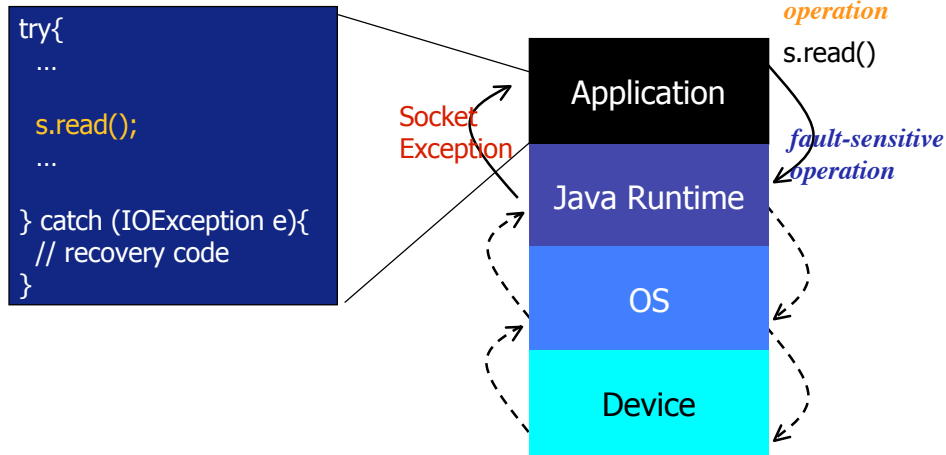 try{
...
s.read();
...
} catch (IOException e){
// recovery code
}
Socket
Exception
Application
Java Runtime
OS
Device
operation
s.read()
fault-sensitive
operation